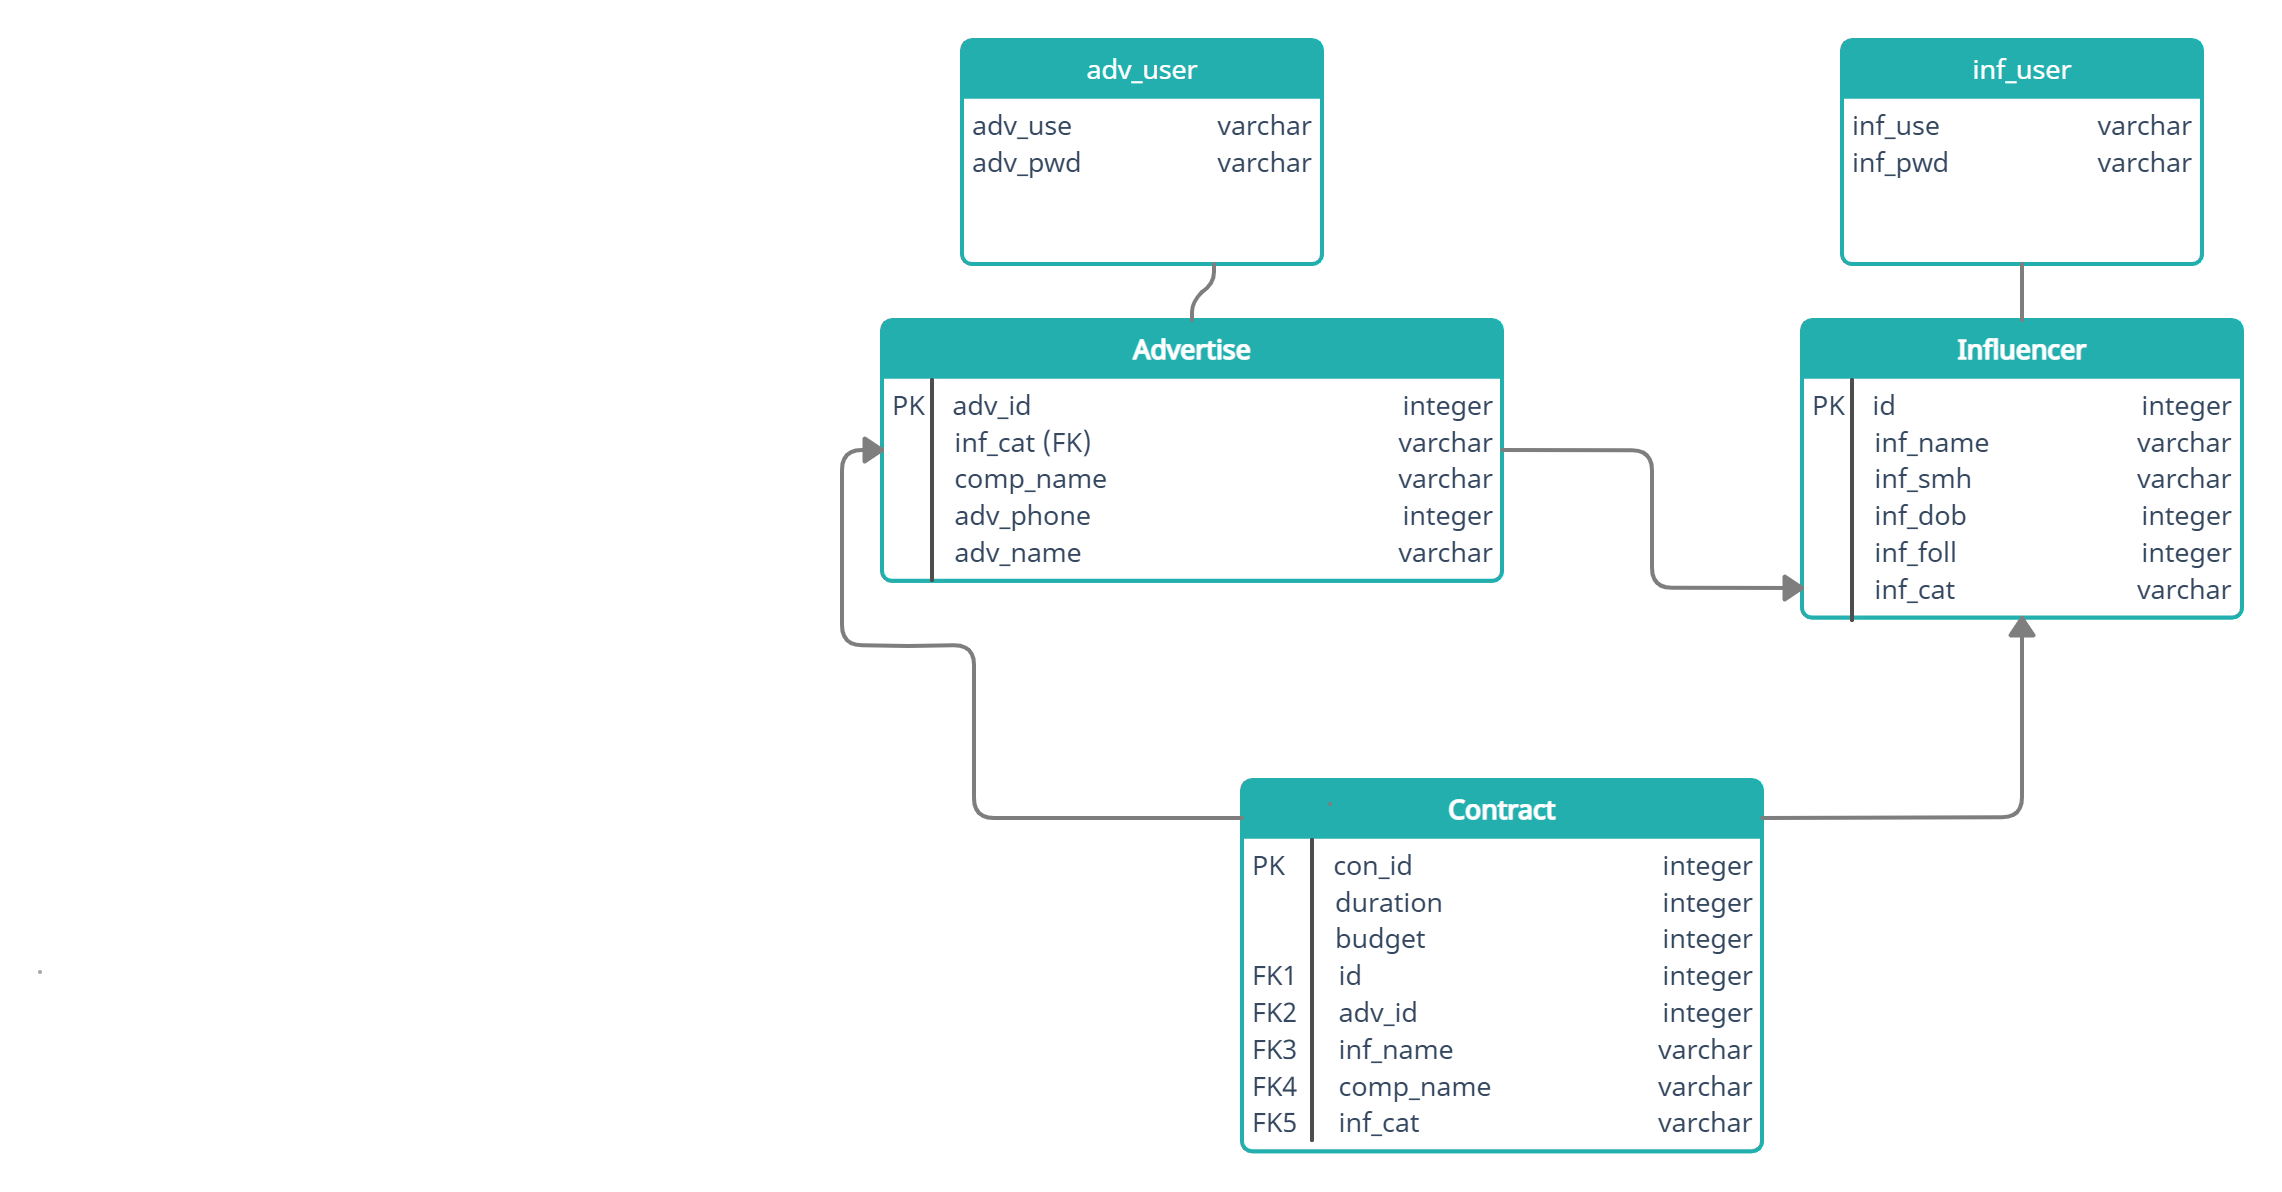 adv_user
adv_use varchar
adv_pwd varchar
inf_user
inf_use varchar
inf_pwd varchar
Advertise
PK adv_id integer
inf_cat (FK) varchar
comp_name varchar
adv_phone integer
adv_name varchar
Influencer
PK id integer
inf_name varchar
inf_smh varchar
inf_dob integer
inf_foll integer
inf_cat varchar
Contract
PK con_id integer
duration integer
budget integer
FK1 id integer
FK2 adv_id integer
FK3 inf_name varchar
FK4 comp_name varchar
FK5 inf_cat varchar